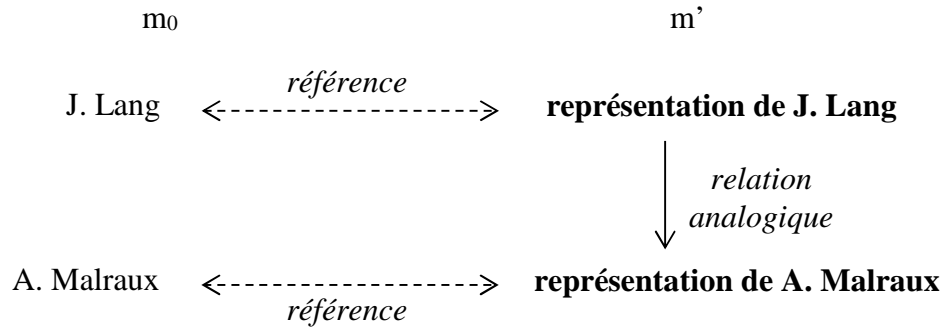 m₀ m’
référence
J. Lang représentation de J. Lang
relation
analogique
A. Malraux représentation de A. Malraux
référence